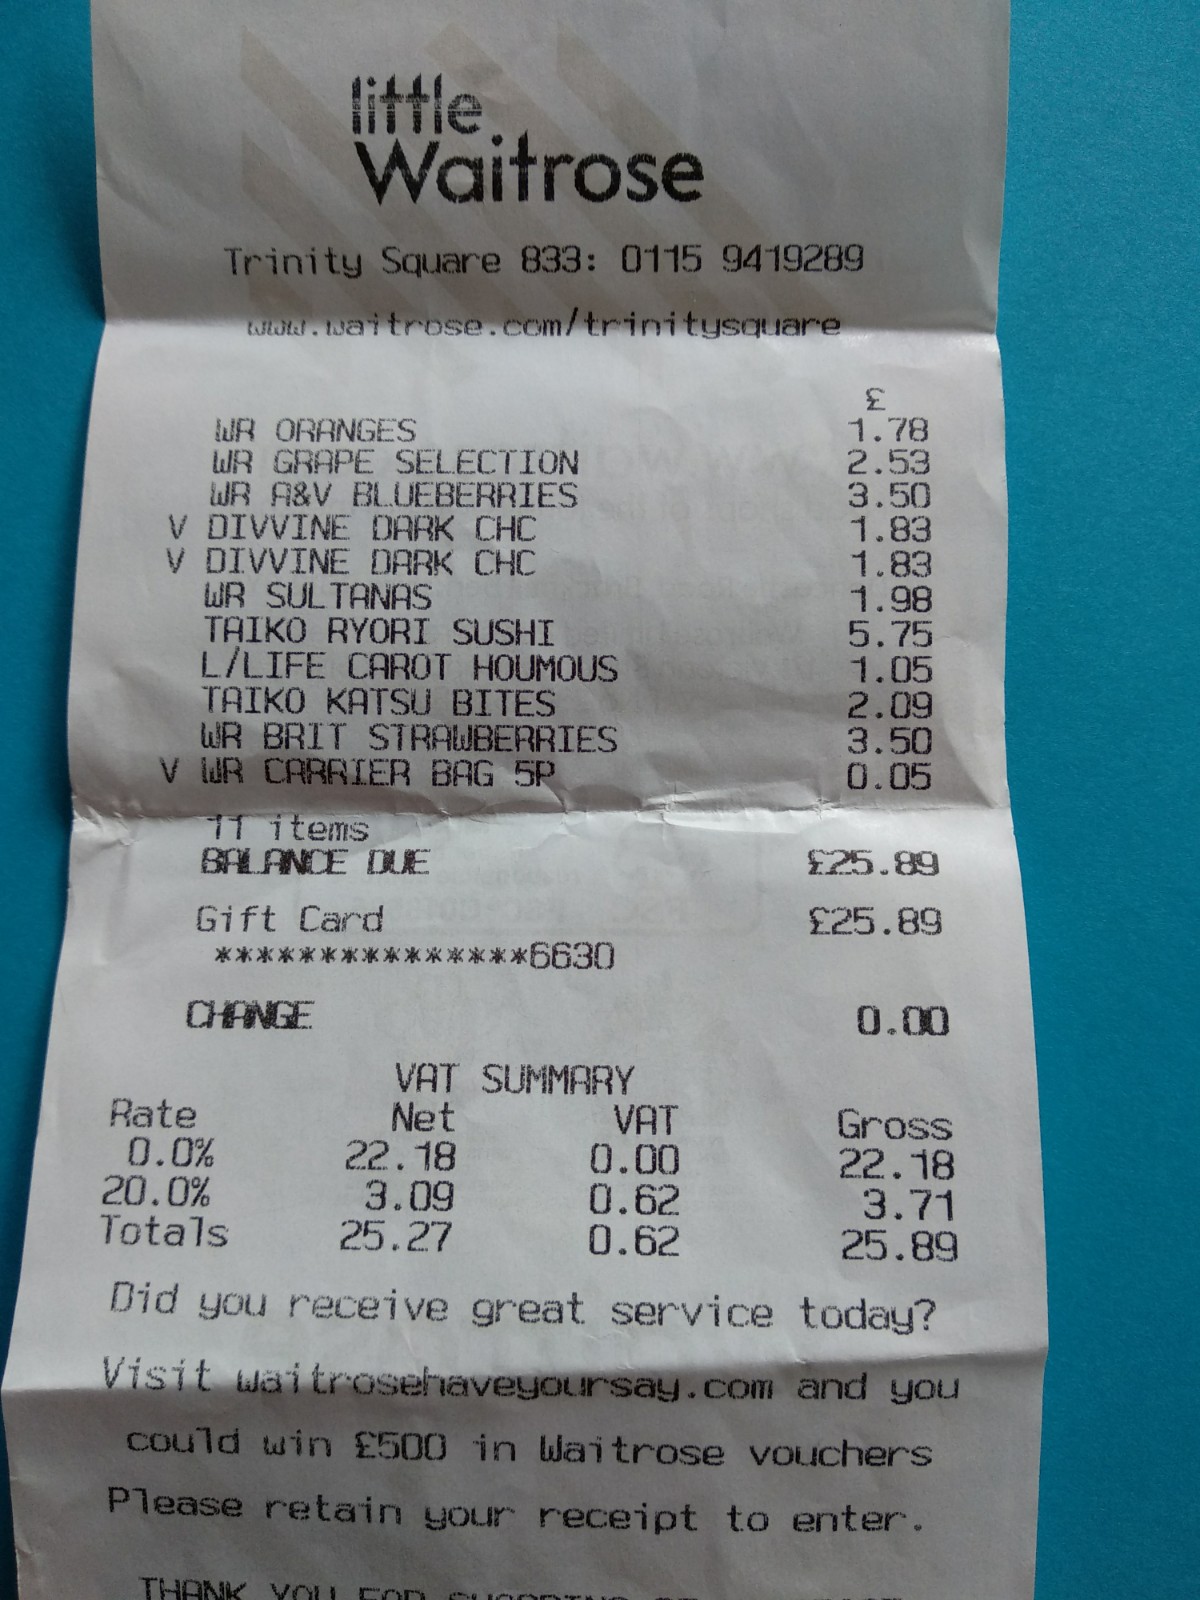 little
Waitrose
Trinity Square 833: 0115 9419289
www.waitrose.com/trinitysquare
£
WR ORANGES 1.78
WR GRAPE SELECTION 2.53
WR A&V BLUEBERRIES 3.50
V DIVVINE DARK CHC 1.83
V DIVVINE DARK CHC 1.83
WR SULTANAS 1.98
TAIKO RYORI SUSHI 5.75
L/LIFE CAROT HOUMOUS 1.05
TAIKO KATSU BITES 2.09
WR BRIT STRAWBERRIES 3.50
V WR CARRIER BAG 5P 0.05
11 items
BALANCE DUE £25.89
Gift Card £25.89
***************6630
CHANGE 0.00
VAT SUMMARY
Rate Net VAT Gross
0.0% 22.18 0.00 22.18
20.0% 3.09 0.62 3.71
Totals 25.27 0.62 25.89
Did you receive great service today?
Visit waitrosehaveyoursay.com and you
could win £500 in Waitrose vouchers
Please retain your receipt to enter.
THANK YOU FOR SHOPPING AT